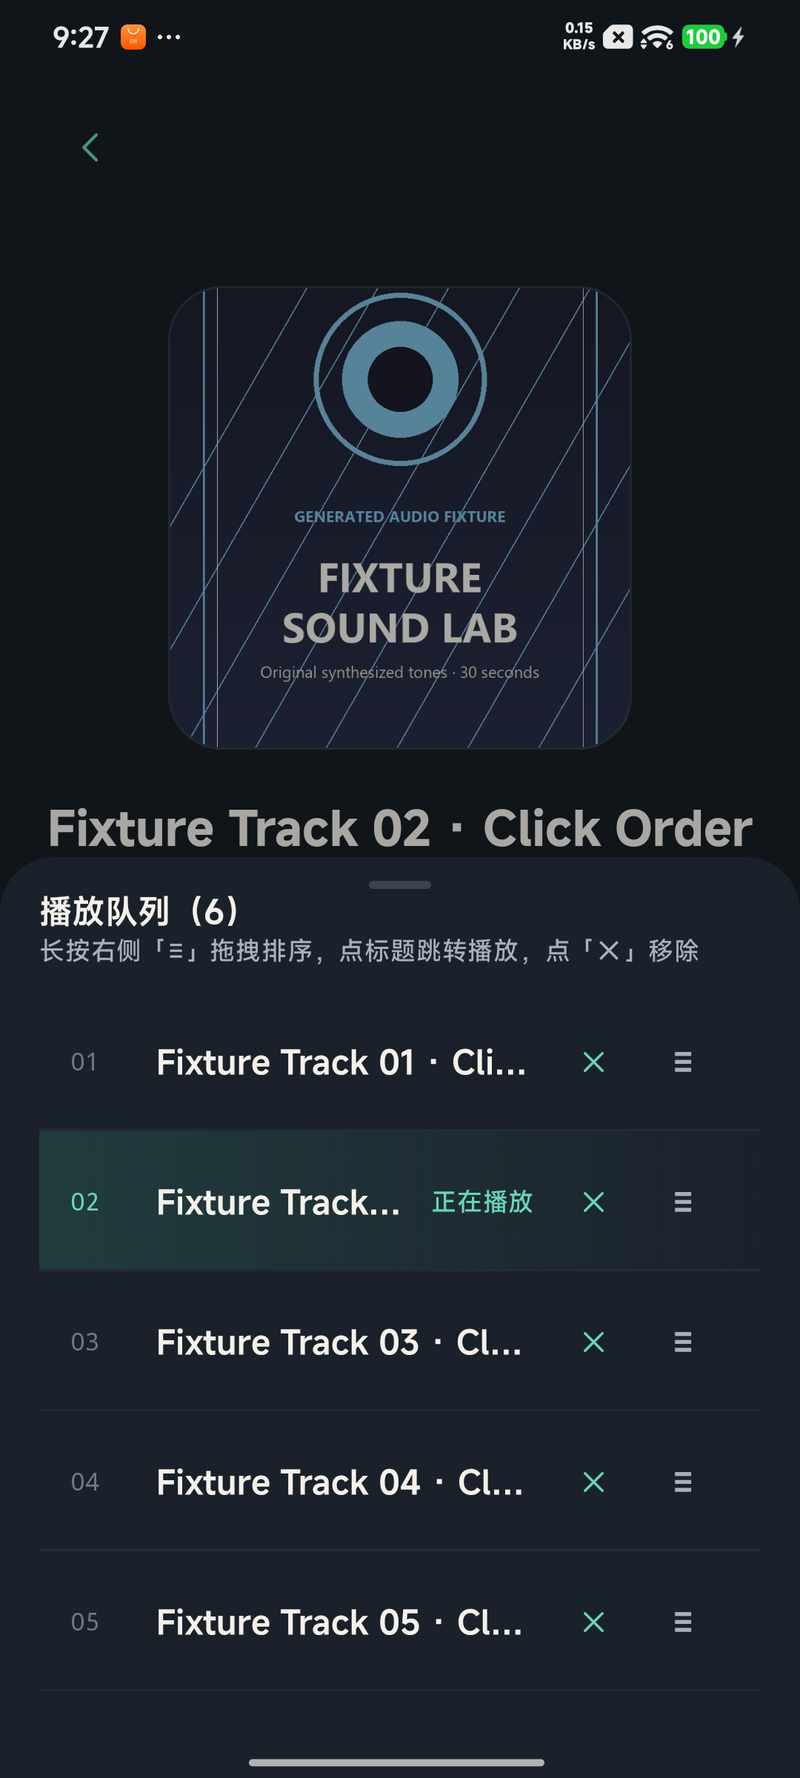 9:27
0.15
KB/s
6
100
GENERATED AUDIO FIXTURE
FIXTURE
SOUND LAB
Original synthesized tones · 30 seconds
Fixture Track 02 · Click Order
播放队列（6）
长按右侧「≡」拖拽排序，点标题跳转播放，点「✕」移除
01 Fixture Track 01 · Cli...
02 Fixture Track... 正在播放
03 Fixture Track 03 · Cl...
04 Fixture Track 04 · Cl...
05 Fixture Track 05 · Cl...